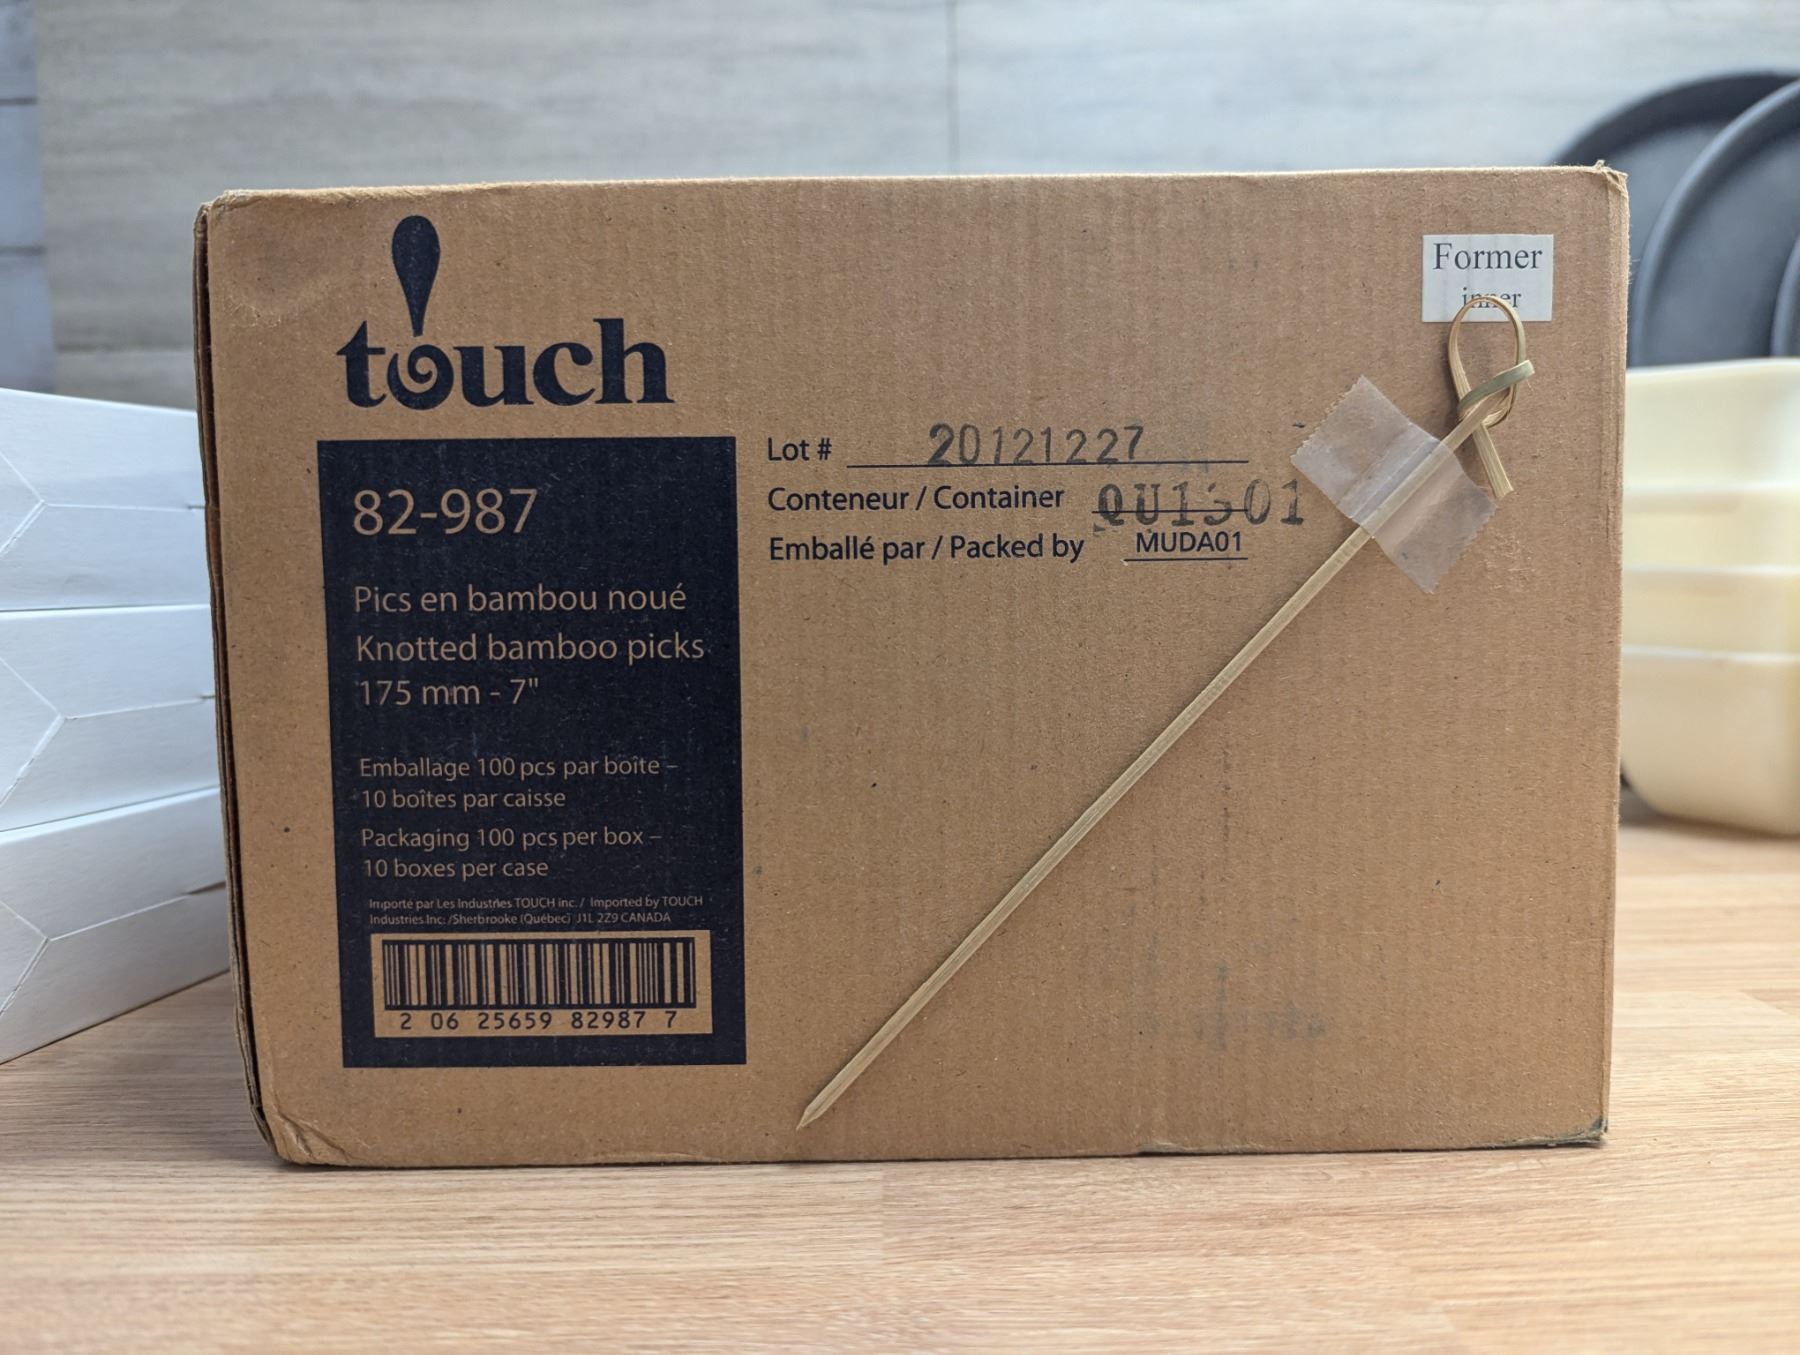 touch
82-987
Pics en bambou noué
Knotted bamboo picks
175 mm - 7"
Emballage 100 pcs par boîte –
10 boîtes par caisse
Packaging 100 pcs per box –
10 boxes per case
Importé par Les Industries TOUCH inc. / Imported by TOUCH
Industries Inc. /Sherbrooke (Québec) J1L 2Z9 CANADA
2 06 25659 82987 7
Lot # 20121227
Conteneur / Container QU1301
Emballé par / Packed by MUDA01
Former
inner